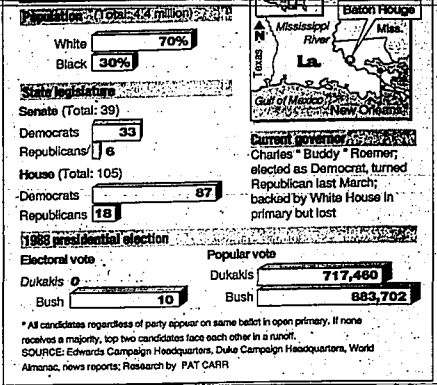 Population (Total: 4.4 million)
White 70%
Black 30%
Baton Rouge
Mississippi
River
Miss.
N
Texas
La.
Gulf of Mexico
New Orleans
State legislature
Senate (Total: 39)
Democrats 33
Republicans 6
House (Total: 105)
Democrats 87
Republicans 18
Current governor
Charles " Buddy " Roemer;
elected as Democrat, turned
Republican last March;
backed by White House in
primary but lost
1988 presidential election
Electoral vote
Dukakis 0
Bush 10
Popular vote
Dukakis 717,460
Bush 883,702
* All candidates regardless of party appear on same ballot in open primary. If none
receives a majority, top two candidates face each other in a runoff.
SOURCE: Edwards Campaign Headquarters, Duke Campaign Headquarters, World
Almanac, news reports; Research by PAT CARR